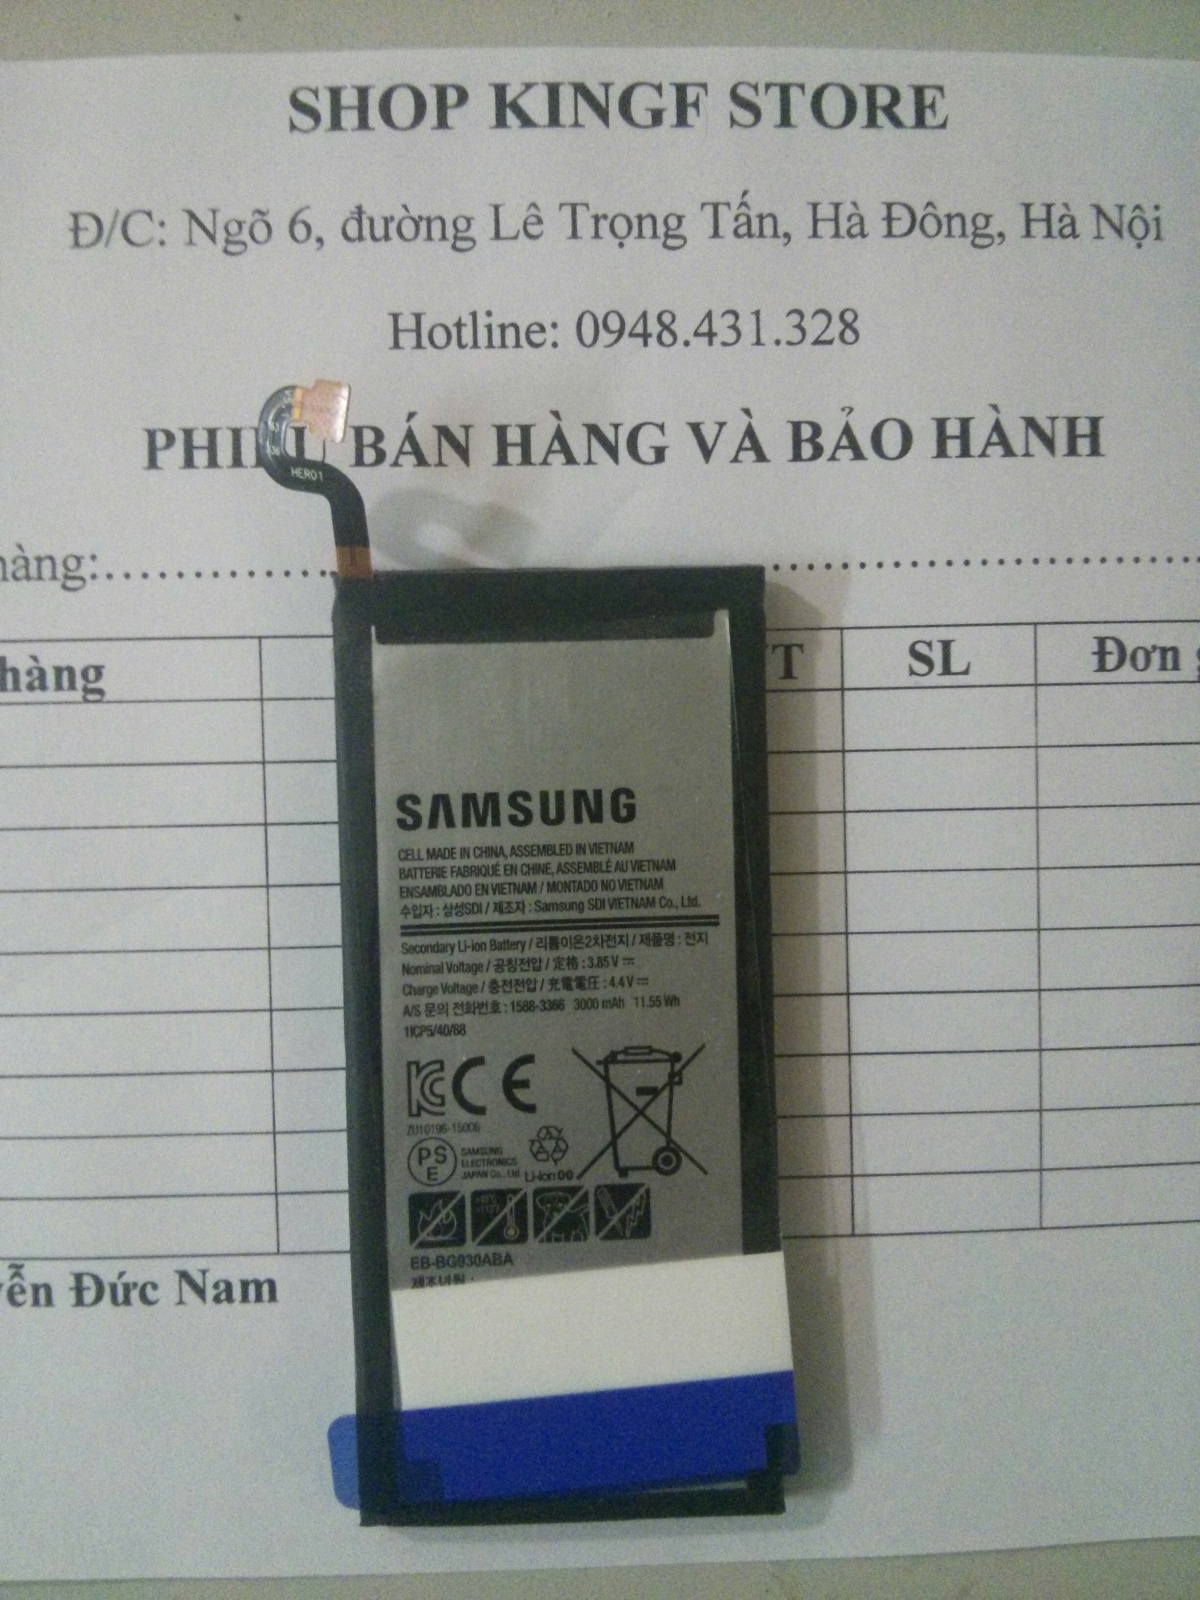 SHOP KINGF STORE
Đ/C: Ngõ 6, đường Lê Trọng Tấn, Hà Đông, Hà Nội
Hotline: 0948.431.328
BÁN HÀNG VÀ BẢO HÀNH
HERO1
hàng:
hàng
SL
Đơn
SAMSUNG
CELL MADE IN CHINA, ASSEMBLED IN VIETNAM
BATTERIE FABRIQUÉ EN CHINE, ASSEMBLÉ AU VIETNAM
ENSAMBLADO EN VIETNAM / MONTADO NO VIETNAM
수입자 : 삼성SDI / 제조자 : Samsung SDI VIETNAM Co., Ltd.
Secondary Li-ion Battery / 리튬이온2차전지 / 제품명 : 전지
Nominal Voltage / 공칭전압 / 定格 : 3.85 V
Charge Voltage / 충전전압 / 充電電圧 : 4.4 V
A/S 문의 전화번호 : 1588-3366 3000 mAh 11.55 Wh
1ICP5/40/88
KC CE
ZU10196-15006
PS E
SAMSUNG
ELECTRONICS
JAPAN Co., Ltd.
Li-ion 00
EB-BG930ABA
Đức Nam